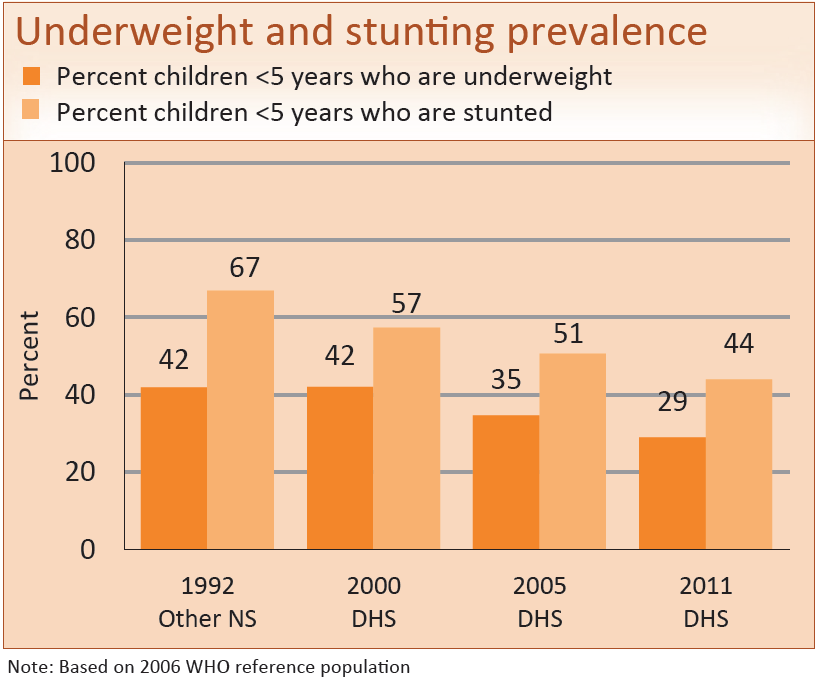 Underweight and stunting prevalence
Percent children <5 years who are underweight
Percent children <5 years who are stunted
100
80
60
40
20
0
Percent
42
67
42
57
35
51
29
44
1992
Other NS
2000
DHS
2005
DHS
2011
DHS
Note: Based on 2006 WHO reference population